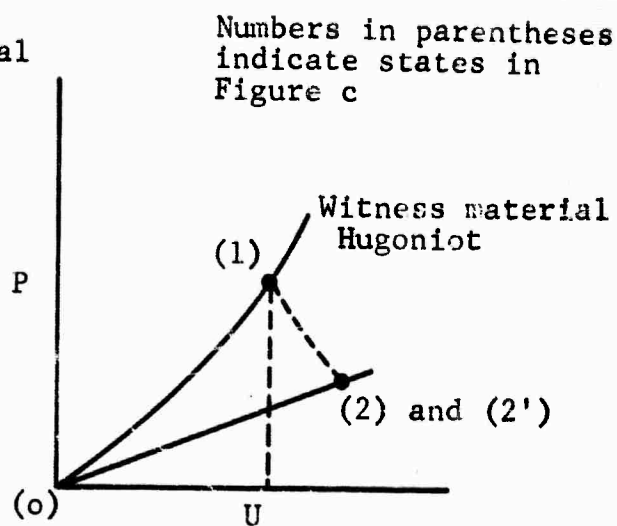 al
Numbers in parentheses
indicate states in
Figure c
Witness material
Hugoniot
(1)
P
(2) and (2')
(o)
U